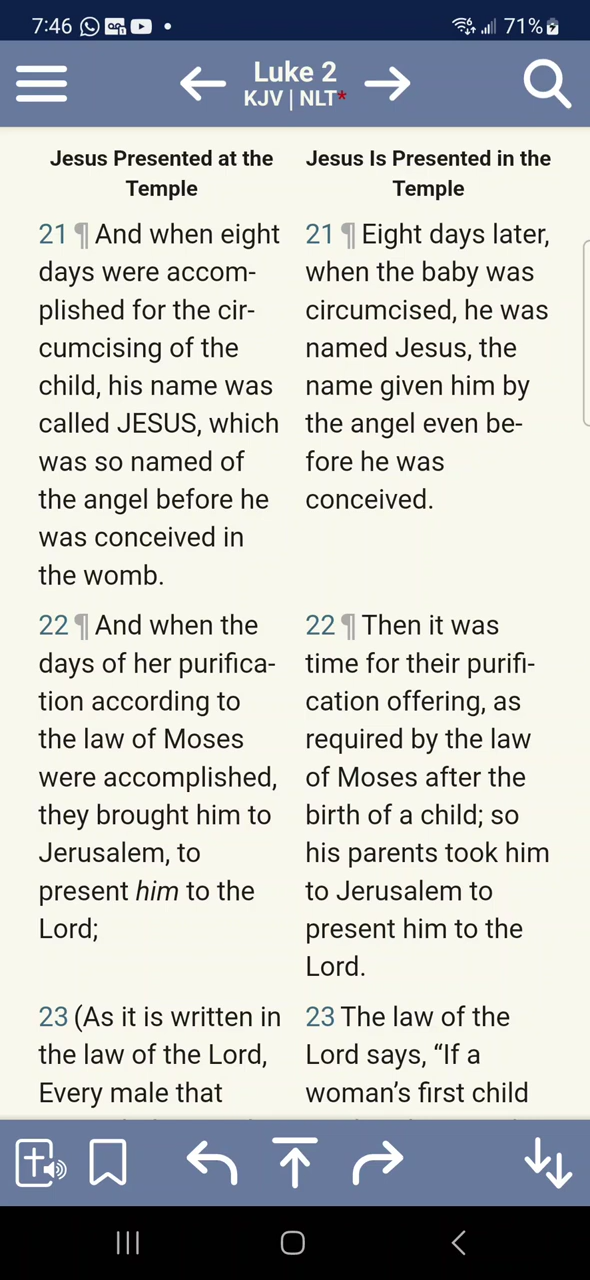 7:46
71%
Luke 2
KJV | NLT*
Jesus Presented at the
Temple
21 ¶ And when eight
days were accom-
plished for the cir-
cumcising of the
child, his name was
called JESUS, which
was so named of
the angel before he
was conceived in
the womb.
22 ¶ And when the
days of her purifica-
tion according to
the law of Moses
were accomplished,
they brought him to
Jerusalem, to
present him to the
Lord;
23 (As it is written in
the law of the Lord,
Every male that
Jesus Is Presented in the
Temple
21 ¶ Eight days later,
when the baby was
circumcised, he was
named Jesus, the
name given him by
the angel even be-
fore he was
conceived.
22 ¶ Then it was
time for their purifi-
cation offering, as
required by the law
of Moses after the
birth of a child; so
his parents took him
to Jerusalem to
present him to the
Lord.
23 The law of the
Lord says, “If a
woman’s first child